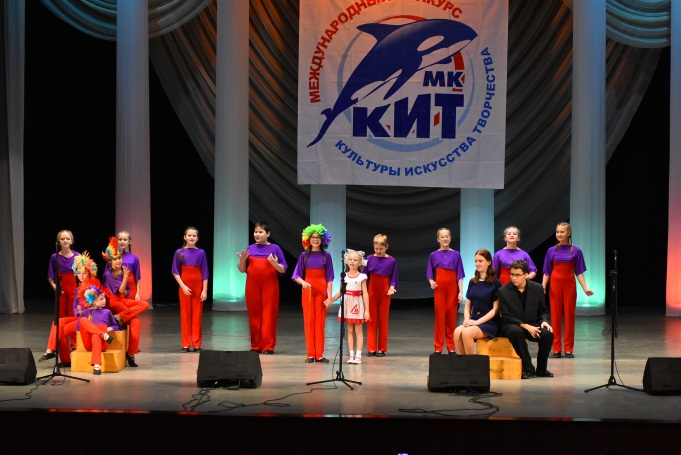 МЕЖДУНАРОДНЫЙ КОНКУРС
МК
КИТ
КУЛЬТУРЫ ИСКУССТВА ТВОРЧЕСТВА